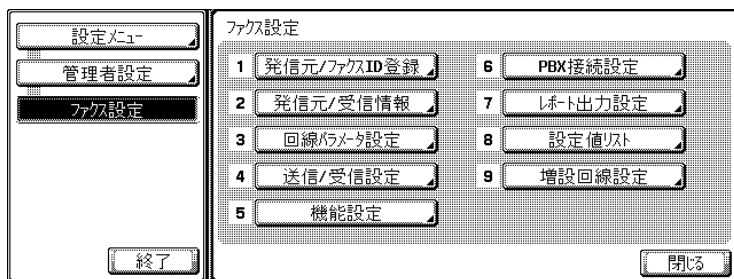 設定メニュー
管理者設定
ファクス設定
終了
ファクス設定
1 発信元/ファクスID登録
2 発信元/受信情報
3 回線パラメータ設定
4 送信/受信設定
5 機能設定
6 PBX接続設定
7 レポート出力設定
8 設定値リスト
9 増設回線設定
閉じる